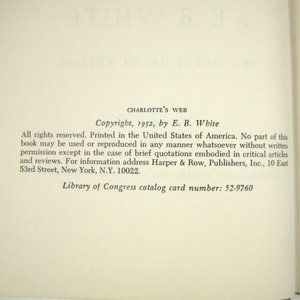 CHARLOTTE'S WEB
Copyright, 1952, by E. B. White
All rights reserved. Printed in the United States of America. No part of this
book may be used or reproduced in any manner whatsoever without written
permission except in the case of brief quotations embodied in critical articles
and reviews. For information address Harper & Row, Publishers, Inc., 10 East
53rd Street, New York, N.Y. 10022.
Library of Congress catalog card number: 52-9760